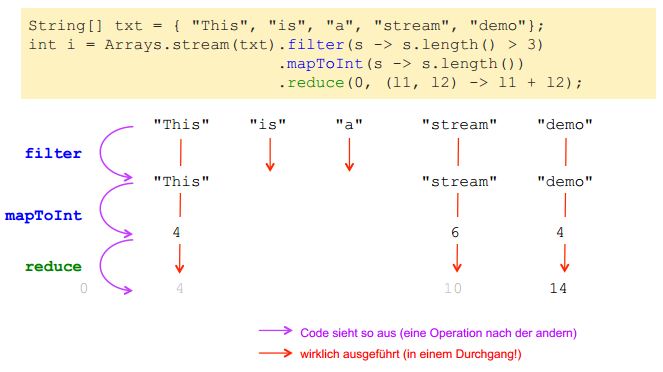 String[] txt = { "This", "is", "a", "stream", "demo"};
int i = Arrays.stream(txt).filter(s -> s.length() > 3)
.mapToInt(s -> s.length())
.reduce(0, (l1, l2) -> l1 + l2);
"This" "is" "a" "stream" "demo"
filter
"This" "stream" "demo"
mapToInt
4 6 4
reduce
0 4 10 14
Code sieht so aus (eine Operation nach der andern)
wirklich ausgeführt (in einem Durchgang!)